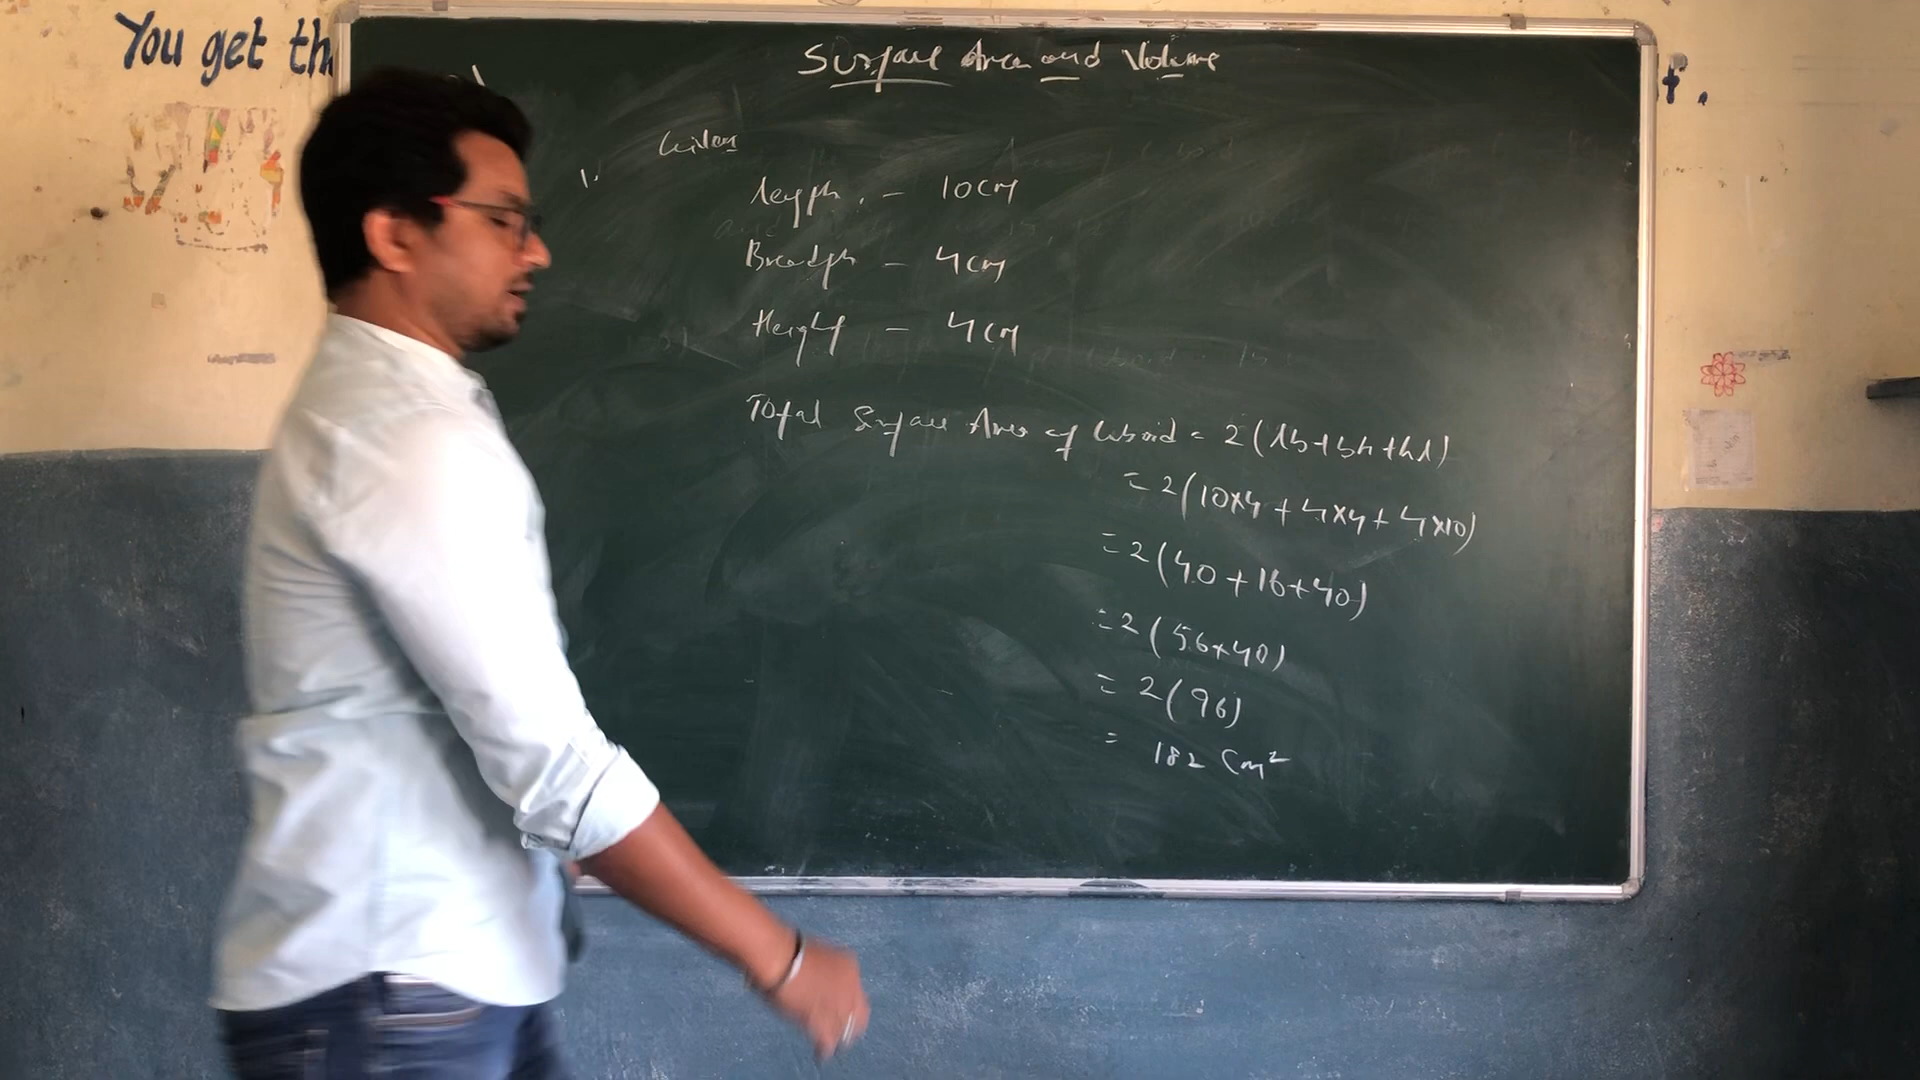 You get th
t.
Surface Area and Volume
Given
1.
length. - 10cm
Breadth - 4cm
Height - 4cm
Total Surface Area of Cuboid = 2(lb+bh+hl)
= 2(10x4 + 4x4 + 4x10)
= 2(40 + 16 + 40)
= 2(56+40)
= 2(96)
= 182 Cm²